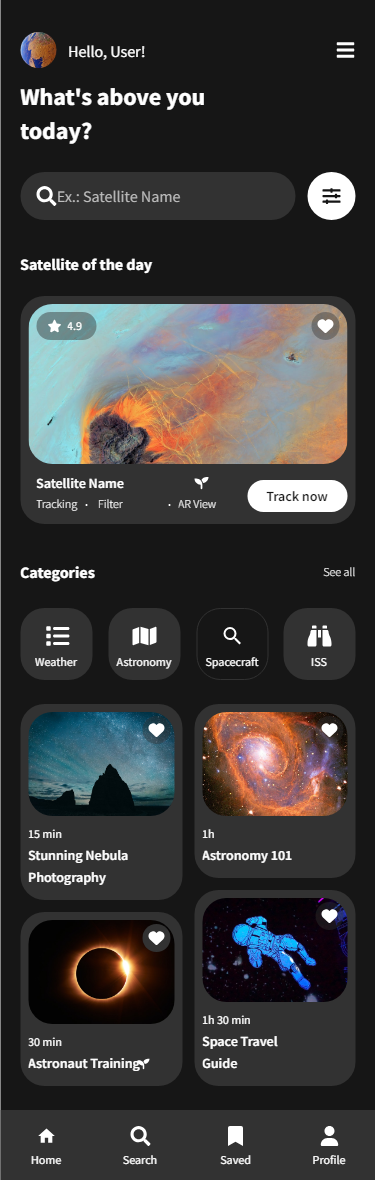 Hello, User!
What's above you
today?
Ex.: Satellite Name
Satellite of the day
4.9
Satellite Name
Tracking · Filter · AR View
Track now
Categories
See all
Weather
Astronomy
Spacecraft
ISS
15 min
Stunning Nebula
Photography
1h
Astronomy 101
30 min
Astronaut Training
1h 30 min
Space Travel
Guide
Home
Search
Saved
Profile